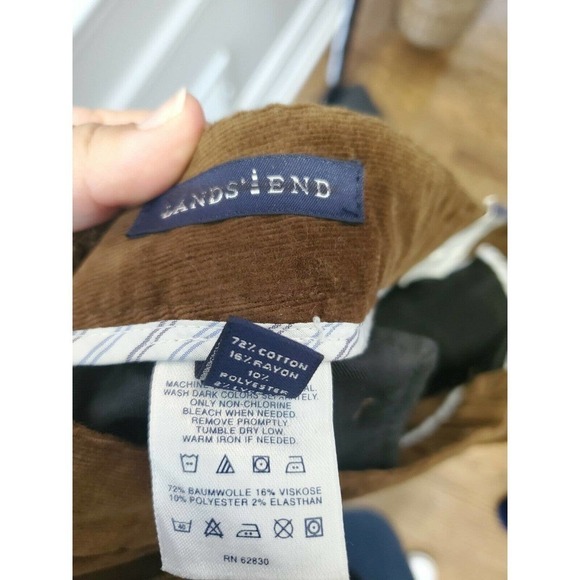 LANDS' END
72% COTTON
16% RAYON
10%
POLYESTER
MACHINE
WASH DARK COLORS SEPARATELY.
ONLY NON-CHLORINE
BLEACH WHEN NEEDED.
REMOVE PROMPTLY.
TUMBLE DRY LOW.
WARM IRON IF NEEDED.
72% BAUMWOLLE 16% VISKOSE
10% POLYESTER 2% ELASTHAN
40
RN 62830